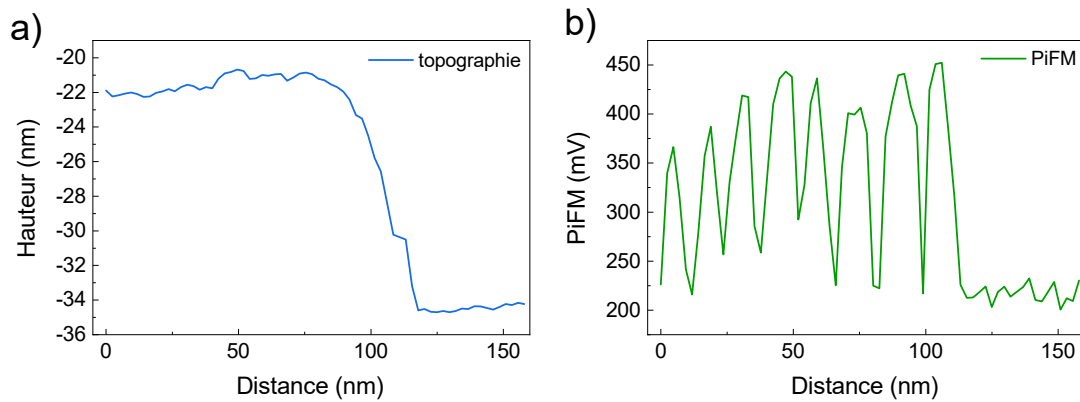 a)
topographie
Hauteur (nm)
-20
-22
-24
-26
-28
-30
-32
-34
-36
0
50
100
150
Distance (nm)
b)
PiFM
PiFM (mV)
450
400
350
300
250
200
0
50
100
150
Distance (nm)